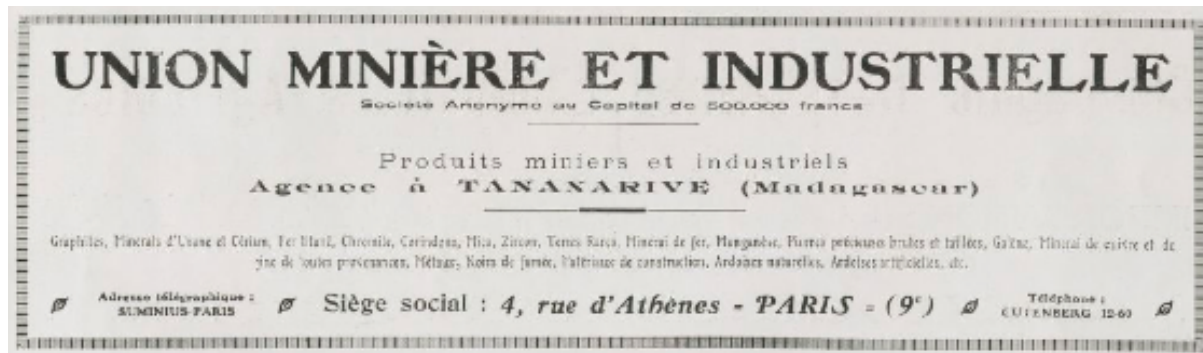 UNION MINIÈRE ET INDUSTRIELLE
Société Anonyme au Capital de 500.000 francs
Produits miniers et industriels
Agence à TANANARIVE (Madagascar)
Graphites, Minerais d'Urane et Cérium, Fer blanc, Chromite, Corindons, Mica, Zircon, Terres Rares, Minerai de fer, Manganèse, Pierres précieuses brutes et taillées, Galène, Minerai de cuivre et de
zinc de toutes provenances, Métaux, Noirs de fumée, Matériaux de construction, Ardoises naturelles, Ardoises artificielles, etc.
Adresse télégraphique : Siège social : 4, rue d'Athènes - PARIS - (9e) Téléphone :
SUMINIUS-PARIS GUTENBERG 12-60